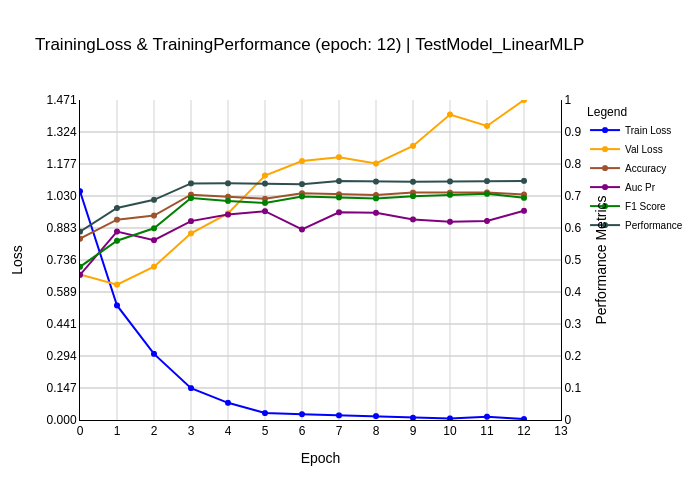 TrainingLoss & TrainingPerformance (epoch: 12) | TestModel_LinearMLP
Legend
Train Loss
Val Loss
Accuracy
Auc Pr
F1 Score
Performance
Loss
1.471
1.324
1.177
1.030
0.883
0.736
0.589
0.441
0.294
0.147
0.000
1
0.9
0.8
0.7
0.6
0.5
0.4
0.3
0.2
0.1
0
Performance Metrics
0 1 2 3 4 5 6 7 8 9 10 11 12 13
Epoch